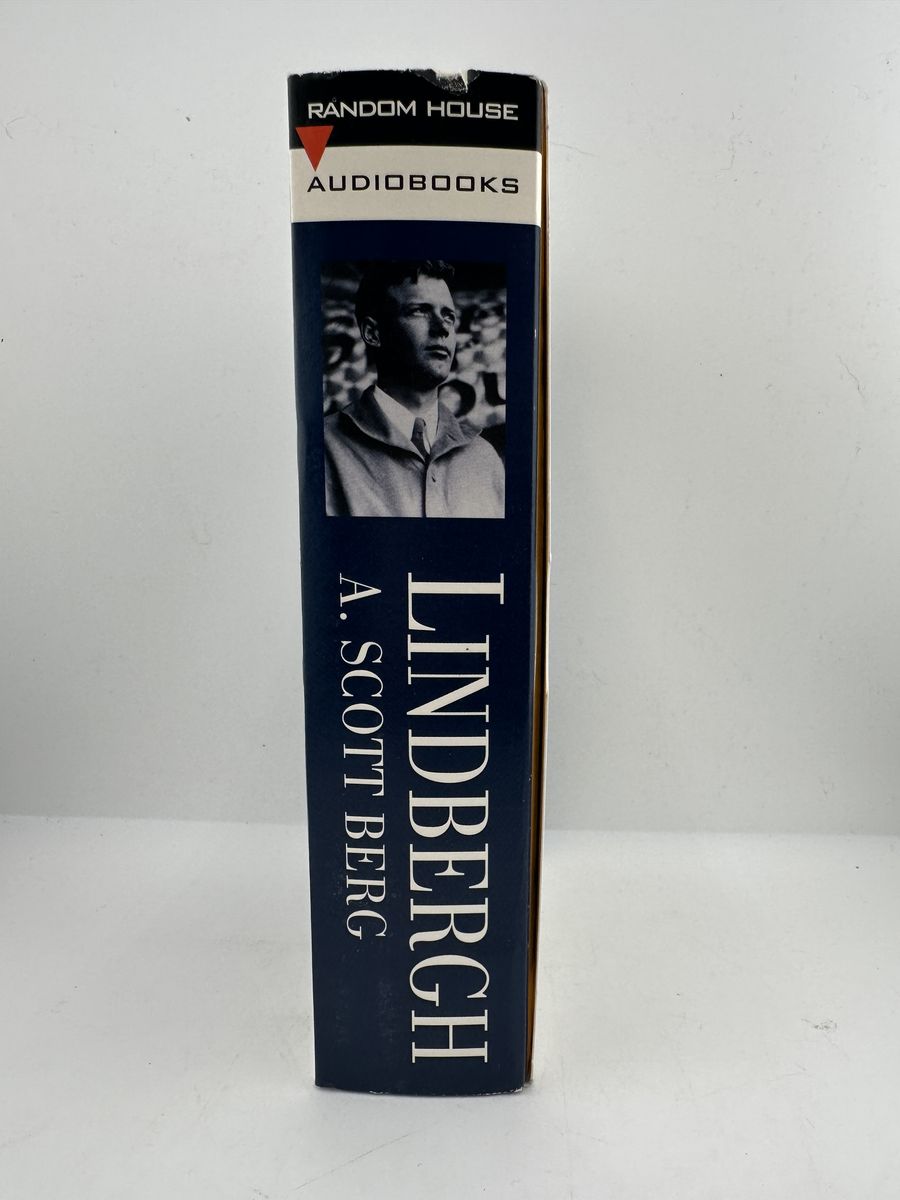 RANDOM HOUSE
AUDIOBOOKS
LINDBERGH
A. SCOTT BERG